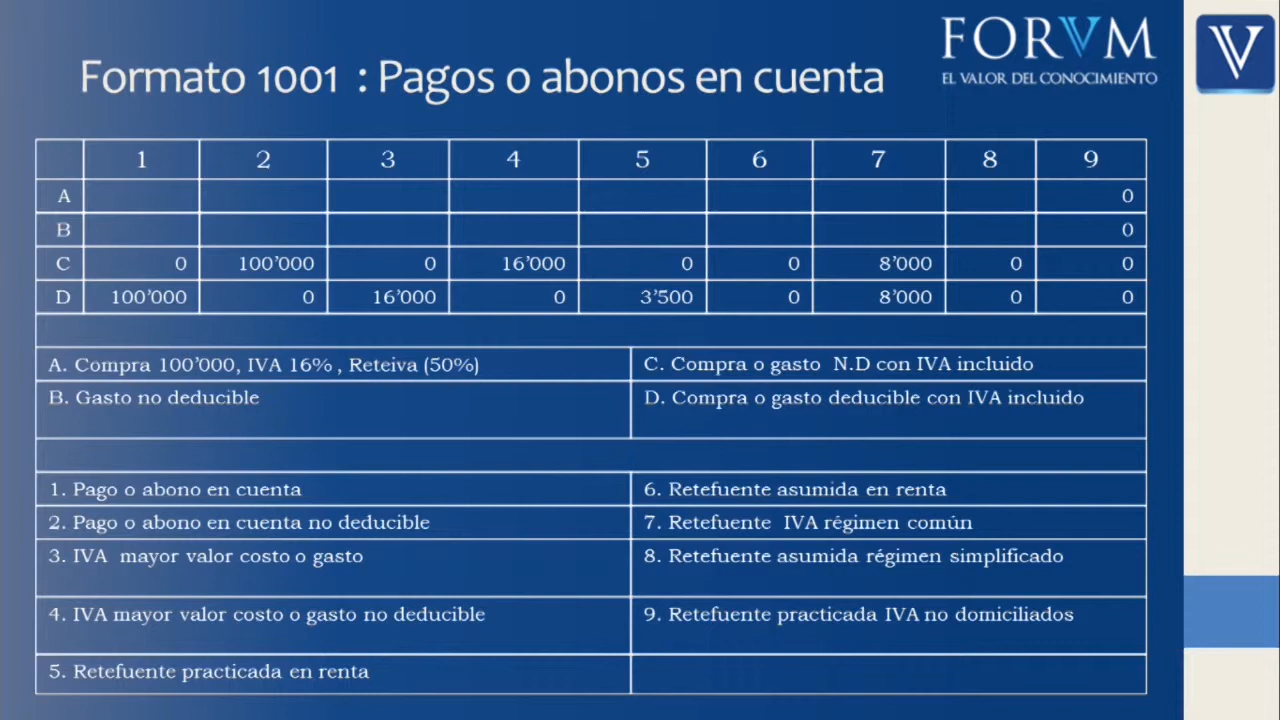 FORVM
EL VALOR DEL CONOCIMIENTO
V
Formato 1001 : Pagos o abonos en cuenta
1 2 3 4 5 6 7 8 9
A 0
B 0
C 0 100’000 0 16’000 0 0 8’000 0 0
D 100’000 0 16’000 0 3’500 0 8’000 0 0
A. Compra 100’000, IVA 16% , Reteiva (50%)
C. Compra o gasto N.D con IVA incluido
B. Gasto no deducible
D. Compra o gasto deducible con IVA incluido
1. Pago o abono en cuenta
6. Retefuente asumida en renta
2. Pago o abono en cuenta no deducible
7. Retefuente IVA régimen común
3. IVA mayor valor costo o gasto
8. Retefuente asumida régimen simplificado
4. IVA mayor valor costo o gasto no deducible
9. Retefuente practicada IVA no domiciliados
5. Retefuente practicada en renta